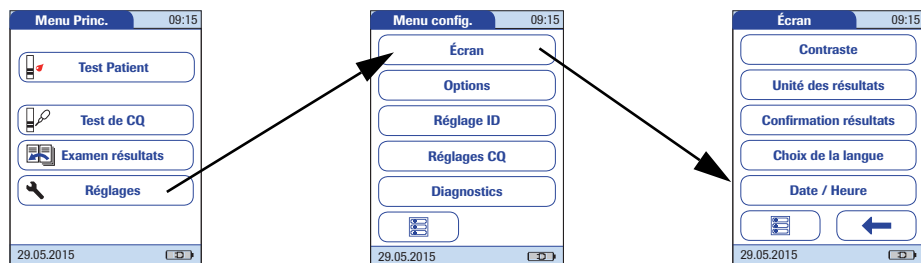 Menu Princ. 09:15
Test Patient
Test de CQ
Examen résultats
Réglages
29.05.2015
Menu config. 09:15
Écran
Options
Réglage ID
Réglages CQ
Diagnostics
29.05.2015
Écran 09:15
Contraste
Unité des résultats
Confirmation résultats
Choix de la langue
Date / Heure
29.05.2015